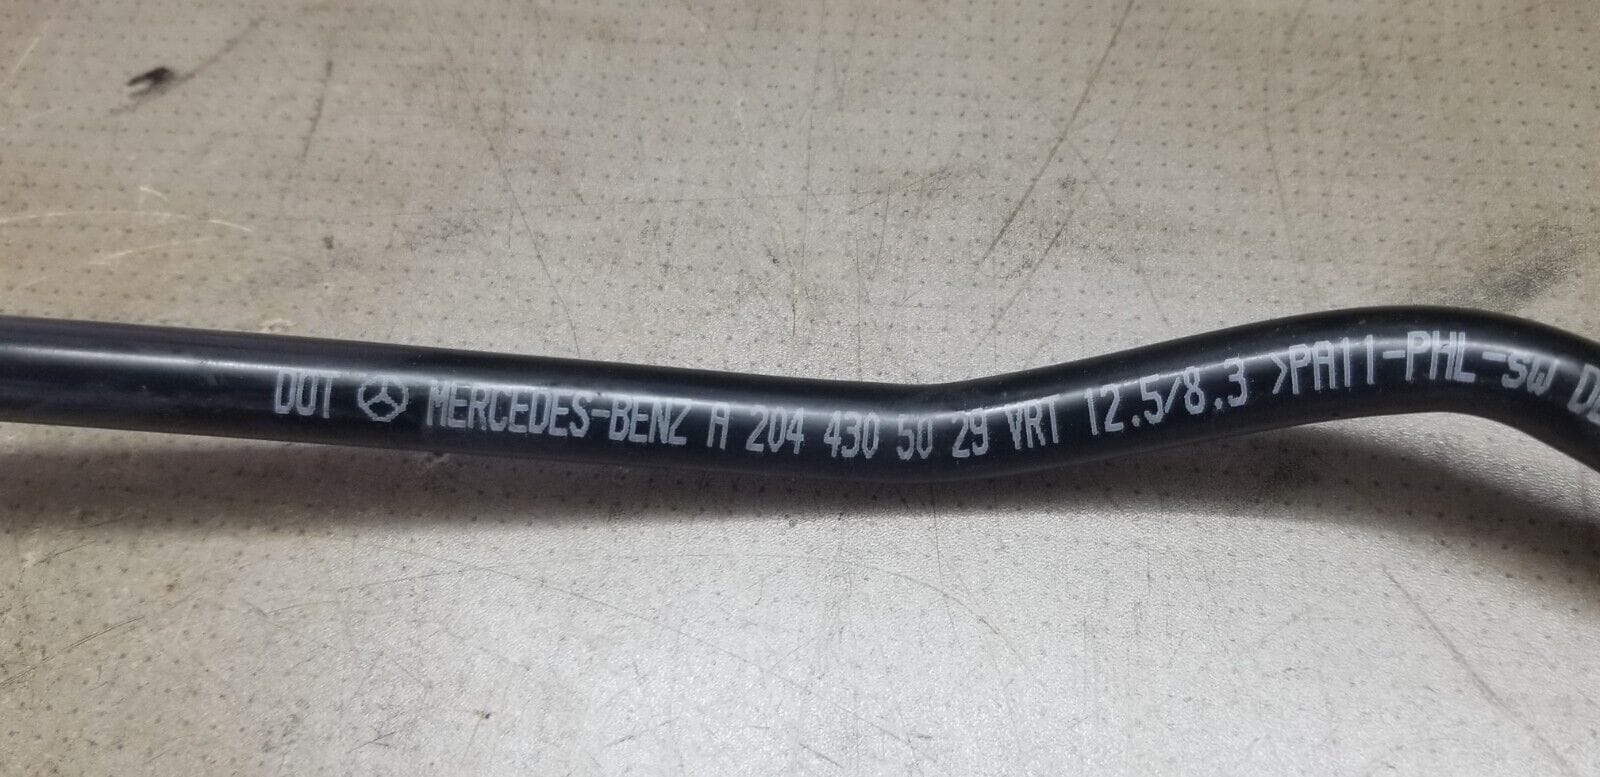 DOT MERCEDES-BENZ A 204 430 50 29 VRT 12.5/8.3 >PA11-PHL-SW